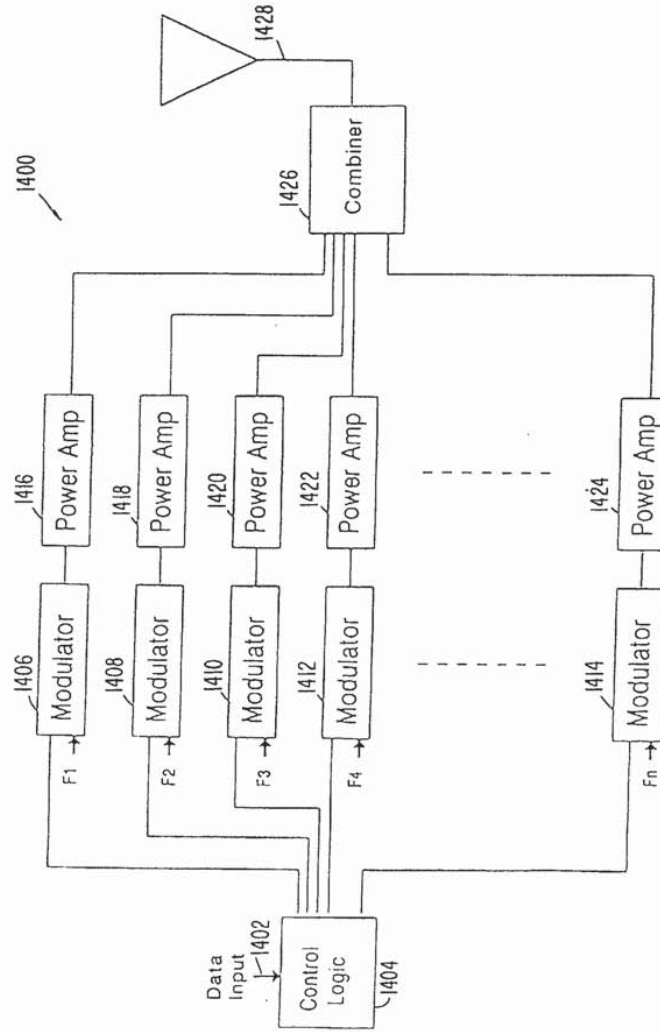 1400
Data
Input
1402
Control
Logic
1404
F1
1406
Modulator
1416
Power Amp
F2
1408
Modulator
1418
Power Amp
F3
1410
Modulator
1420
Power Amp
F4
1412
Modulator
1422
Power Amp
Fn
1414
Modulator
1424
Power Amp
1426
Combiner
1428